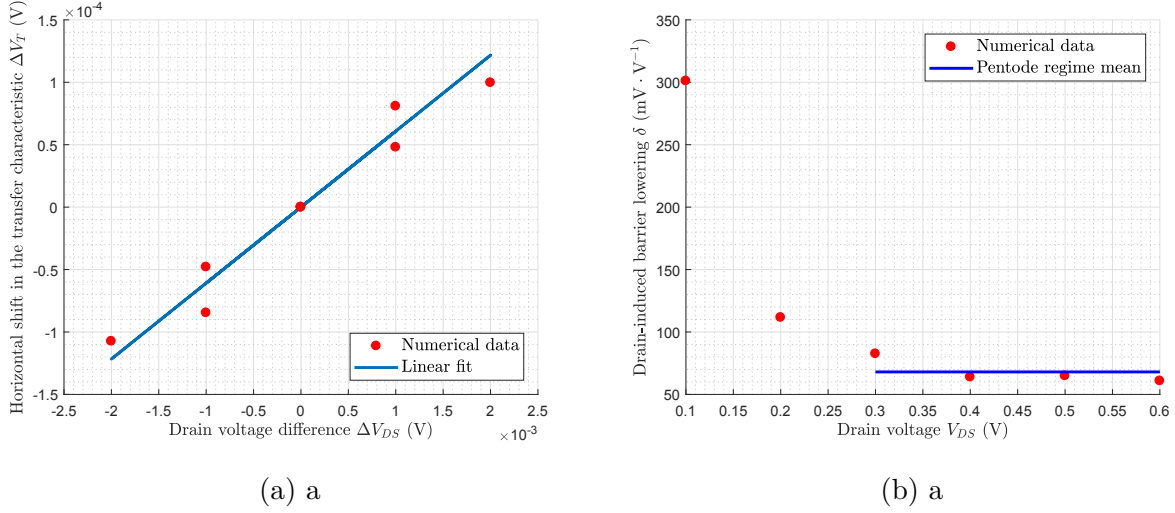 ×10⁻⁴
1.5
1
0.5
0
-0.5
-1
-1.5
Horizontal shift in the transfer characteristic ΔV_T (V)
Numerical data
Linear fit
-2.5 -2 -1.5 -1 -0.5 0 0.5 1 1.5 2 2.5
Drain voltage difference ΔV_DS (V)
×10⁻³
(a) a
350
300
250
200
150
100
50
Drain-induced barrier lowering δ (mV · V⁻¹)
Numerical data
Pentode regime mean
0.1 0.15 0.2 0.25 0.3 0.35 0.4 0.45 0.5 0.55 0.6
Drain voltage V_DS (V)
(b) a